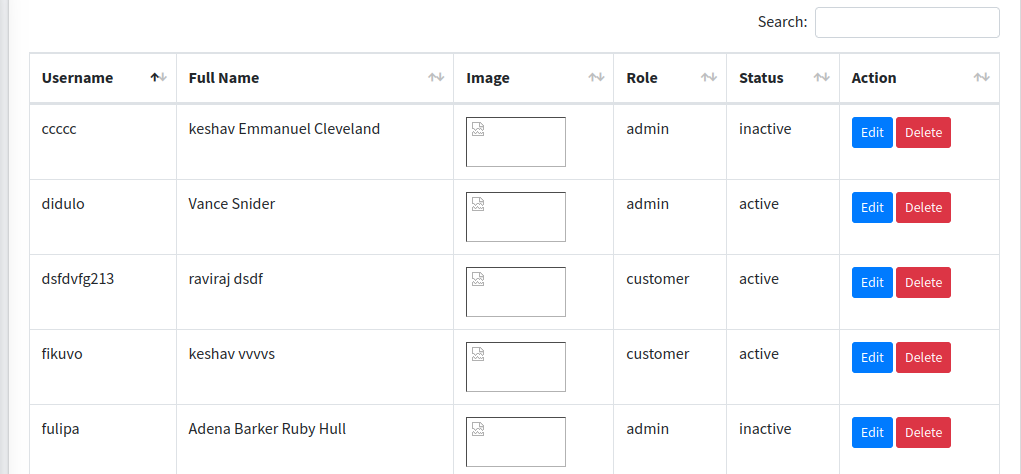 Search:
Username Full Name Image Role Status Action
ccccc keshav Emmanuel Cleveland admin inactive Edit Delete
didulo Vance Snider admin active Edit Delete
dsfdvfg213 raviraj dsdf customer active Edit Delete
fikuvo keshav vvvvs customer active Edit Delete
fulipa Adena Barker Ruby Hull admin inactive Edit Delete